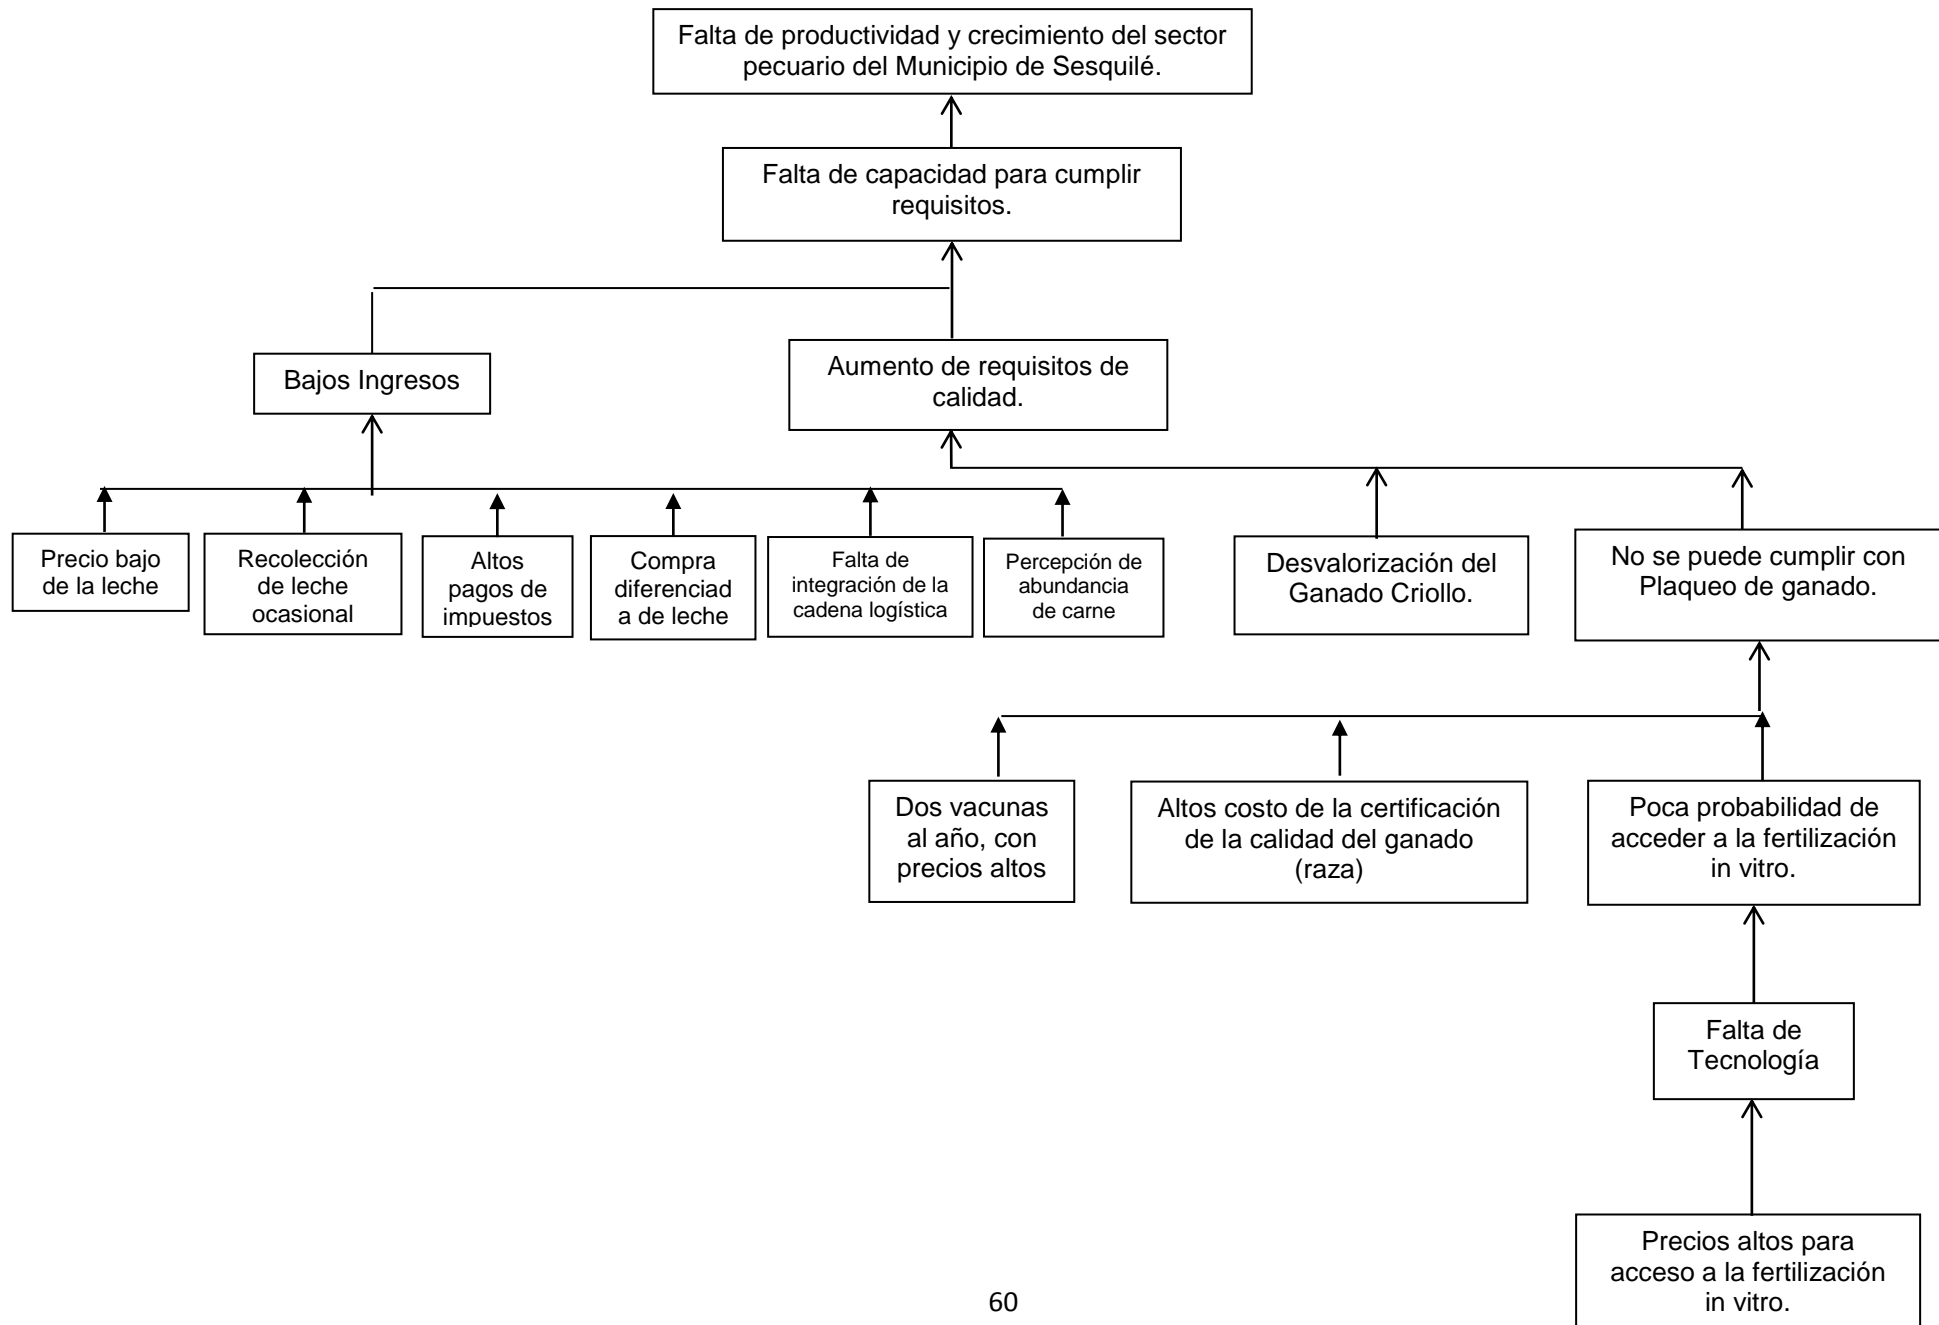 Falta de productividad y crecimiento del sector
pecuario del Municipio de Sesquilé.
Falta de capacidad para cumplir
requisitos.
Bajos Ingresos
Aumento de requisitos de
calidad.
Precio bajo
de la leche
Recolección
de leche
ocasional
Altos
pagos de
impuestos
Compra
diferenciad
a de leche
Falta de
integración de la
cadena logística
Percepción de
abundancia
de carne
Desvalorización del
Ganado Criollo.
No se puede cumplir con
Plaqueo de ganado.
Dos vacunas
al año, con
precios altos
Altos costo de la certificación
de la calidad del ganado
(raza)
Poca probabilidad de
acceder a la fertilización
in vitro.
Falta de
Tecnología
Precios altos para
acceso a la fertilización
in vitro.
60